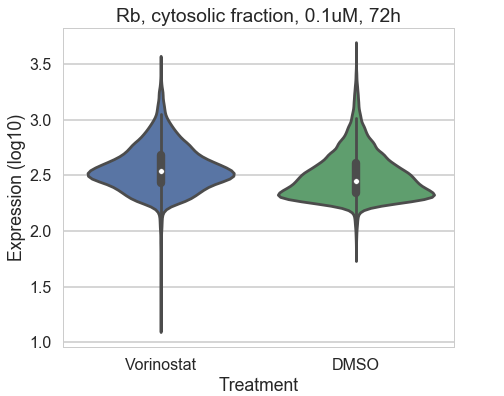 Rb, cytosolic fraction, 0.1uM, 72h
Expression (log10)
3.5
3.0
2.5
2.0
1.5
1.0
Vorinostat
DMSO
Treatment